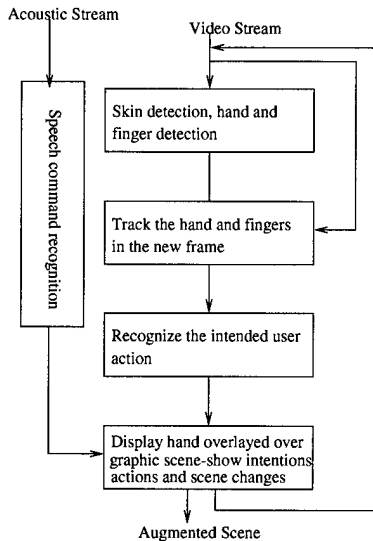 Acoustic Stream
Video Stream
Speech command recognition
Skin detection, hand and
finger detection
Track the hand and fingers
in the new frame
Recognize the intended user
action
Display hand overlayed over
graphic scene-show intentions
actions and scene changes
Augmented Scene